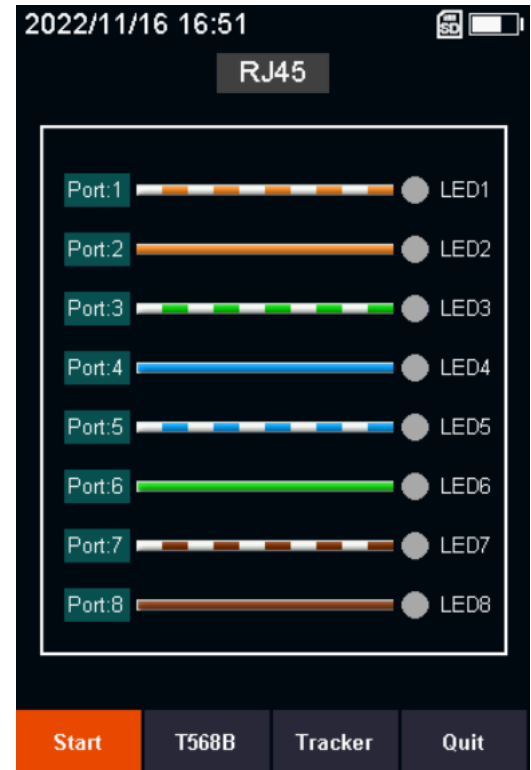 2022/11/16 16:51
SD
RJ45
Port:1 LED1
Port:2 LED2
Port:3 LED3
Port:4 LED4
Port:5 LED5
Port:6 LED6
Port:7 LED7
Port:8 LED8
Start T568B Tracker Quit